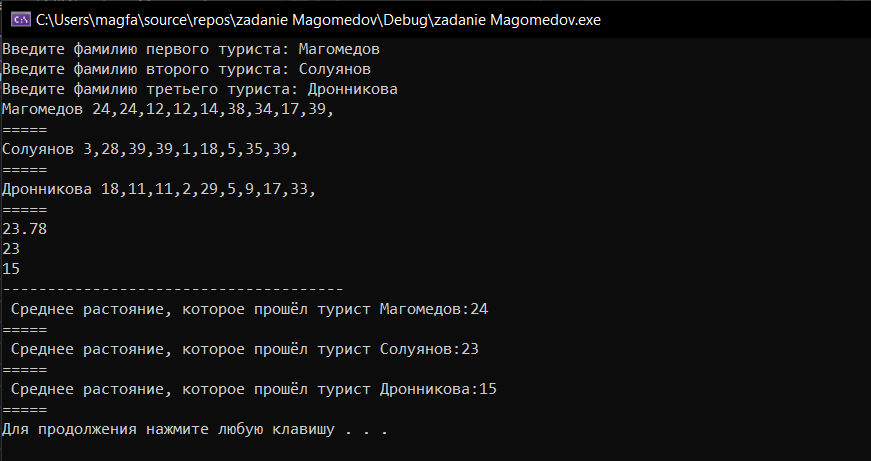 C:\Users\magfa\source\repos\zadanie Magomedov\Debug\zadanie Magomedov.exe
Введите фамилию первого туриста: Магомедов
Введите фамилию второго туриста: Солуянов
Введите фамилию третьего туриста: Дронникова
Магомедов 24,24,12,12,14,38,34,17,39,
=====
Солуянов 3,28,39,39,1,18,5,35,39,
=====
Дронникова 18,11,11,2,29,5,9,17,33,
=====
23.78
23
15
--------------------------------------
Среднее растояние, которое прошёл турист Магомедов:24
=====
Среднее растояние, которое прошёл турист Солуянов:23
=====
Среднее растояние, которое прошёл турист Дронникова:15
=====
Для продолжения нажмите любую клавишу . . .